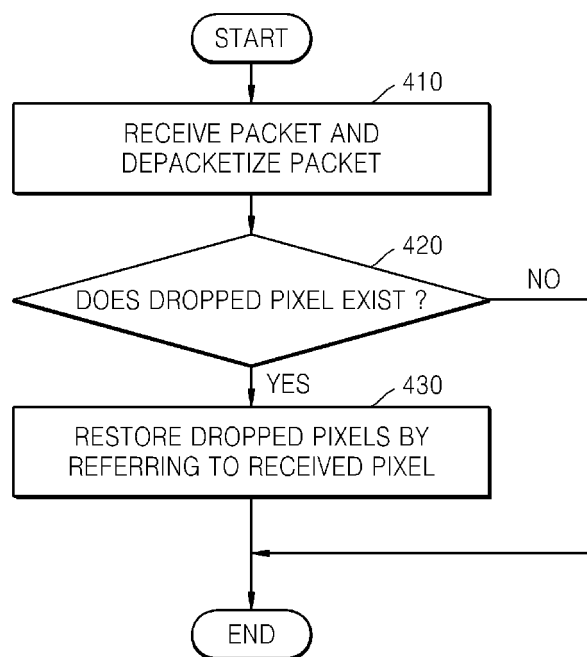 START
410
RECEIVE PACKET AND
DEPACKETIZE PACKET
420
DOES DROPPED PIXEL EXIST ?
NO
YES
430
RESTORE DROPPED PIXELS BY
REFERRING TO RECEIVED PIXEL
END